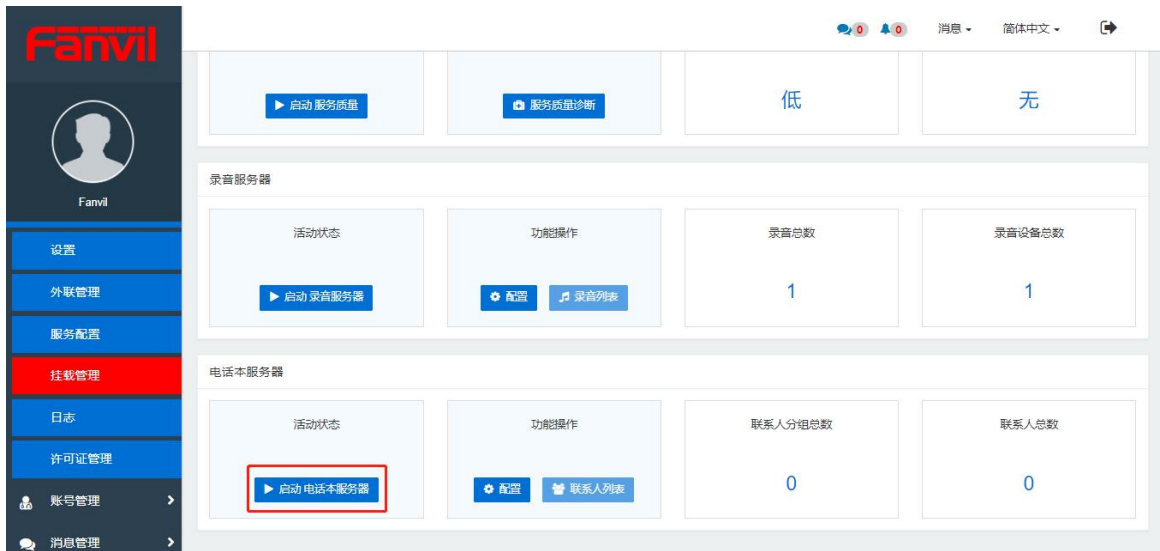 Fanvil
0 0 消息 简体中文
Fanvil
设置
外联管理
服务配置
挂载管理
日志
许可证管理
账号管理
消息管理
启动 服务质量 服务质量诊断 低 无
录音服务器
活动状态 功能操作 录音总数 录音设备总数
启动 录音服务器 配置 录音列表 1 1
电话本服务器
活动状态 功能操作 联系人分组总数 联系人总数
启动 电话本服务器 配置 联系人列表 0 0